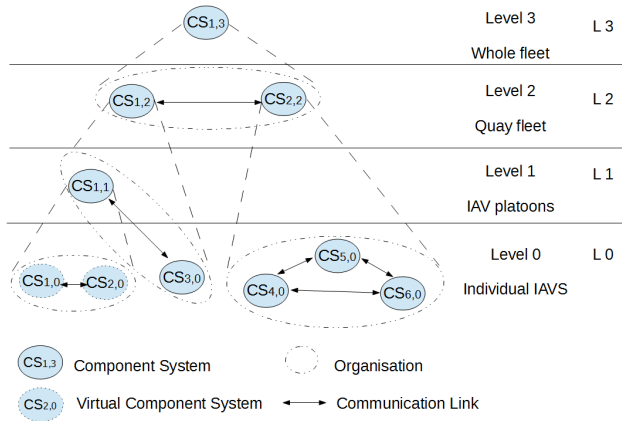 CS1,3 Level 3 L 3
Whole fleet
CS1,2 CS2,2 Level 2 L 2
Quay fleet
CS1,1 Level 1 L 1
IAV platoons
CS5,0 Level 0 L 0
CS1,0 CS2,0 CS3,0 CS4,0 CS6,0 Individual IAVS
CS1,3 Component System Organisation
CS2,0 Virtual Component System Communication Link